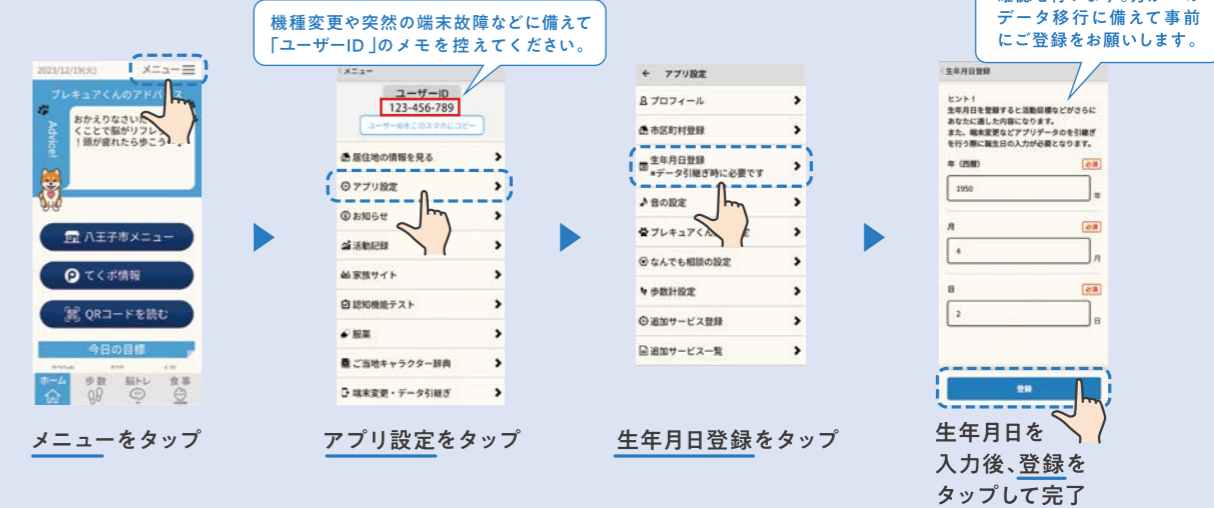 機種変更や突然の端末故障などに備えて
「ユーザーID」のメモを控えてください。
データ移行に備えて事前
にご登録をお願いします。
2023/12/19(火)
メニュー
プレキュアくんのアドバイス
Advice!
おかえりなさい
くことで脳がリフレッ
!頭が疲れたら歩こう
八王子市メニュー
てくポ情報
QRコードを読む
今日の目標
ホーム
歩数
脳トレ
食事
メニューをタップ
メニュー
ユーザーID
123-456-789
ユーザーIDをこのスマホにコピー
居住地の情報を見る
アプリ設定
お知らせ
活動記録
家族サイト
認知機能テスト
服薬
ご当地キャラクター辞典
端末変更・データ引継ぎ
アプリ設定をタップ
← アプリ設定
プロフィール
市区町村登録
生年月日登録
*データ引継ぎ時に必要です
音の設定
プレキュアくん
定
なんでも相談の設定
歩数計設定
追加サービス登録
追加サービス一覧
生年月日登録をタップ
生年月日登録
ヒント!
生年月日を登録すると活動目標などがさらに
あなたに適した内容になります。
また、端末変更などアプリデータのを引継ぎ
を行う際に誕生日の入力が必要となります。
年(西暦)
必須
1950
年
月
必須
4
月
日
必須
2
日
登録
生年月日を
入力後、登録を
タップして完了